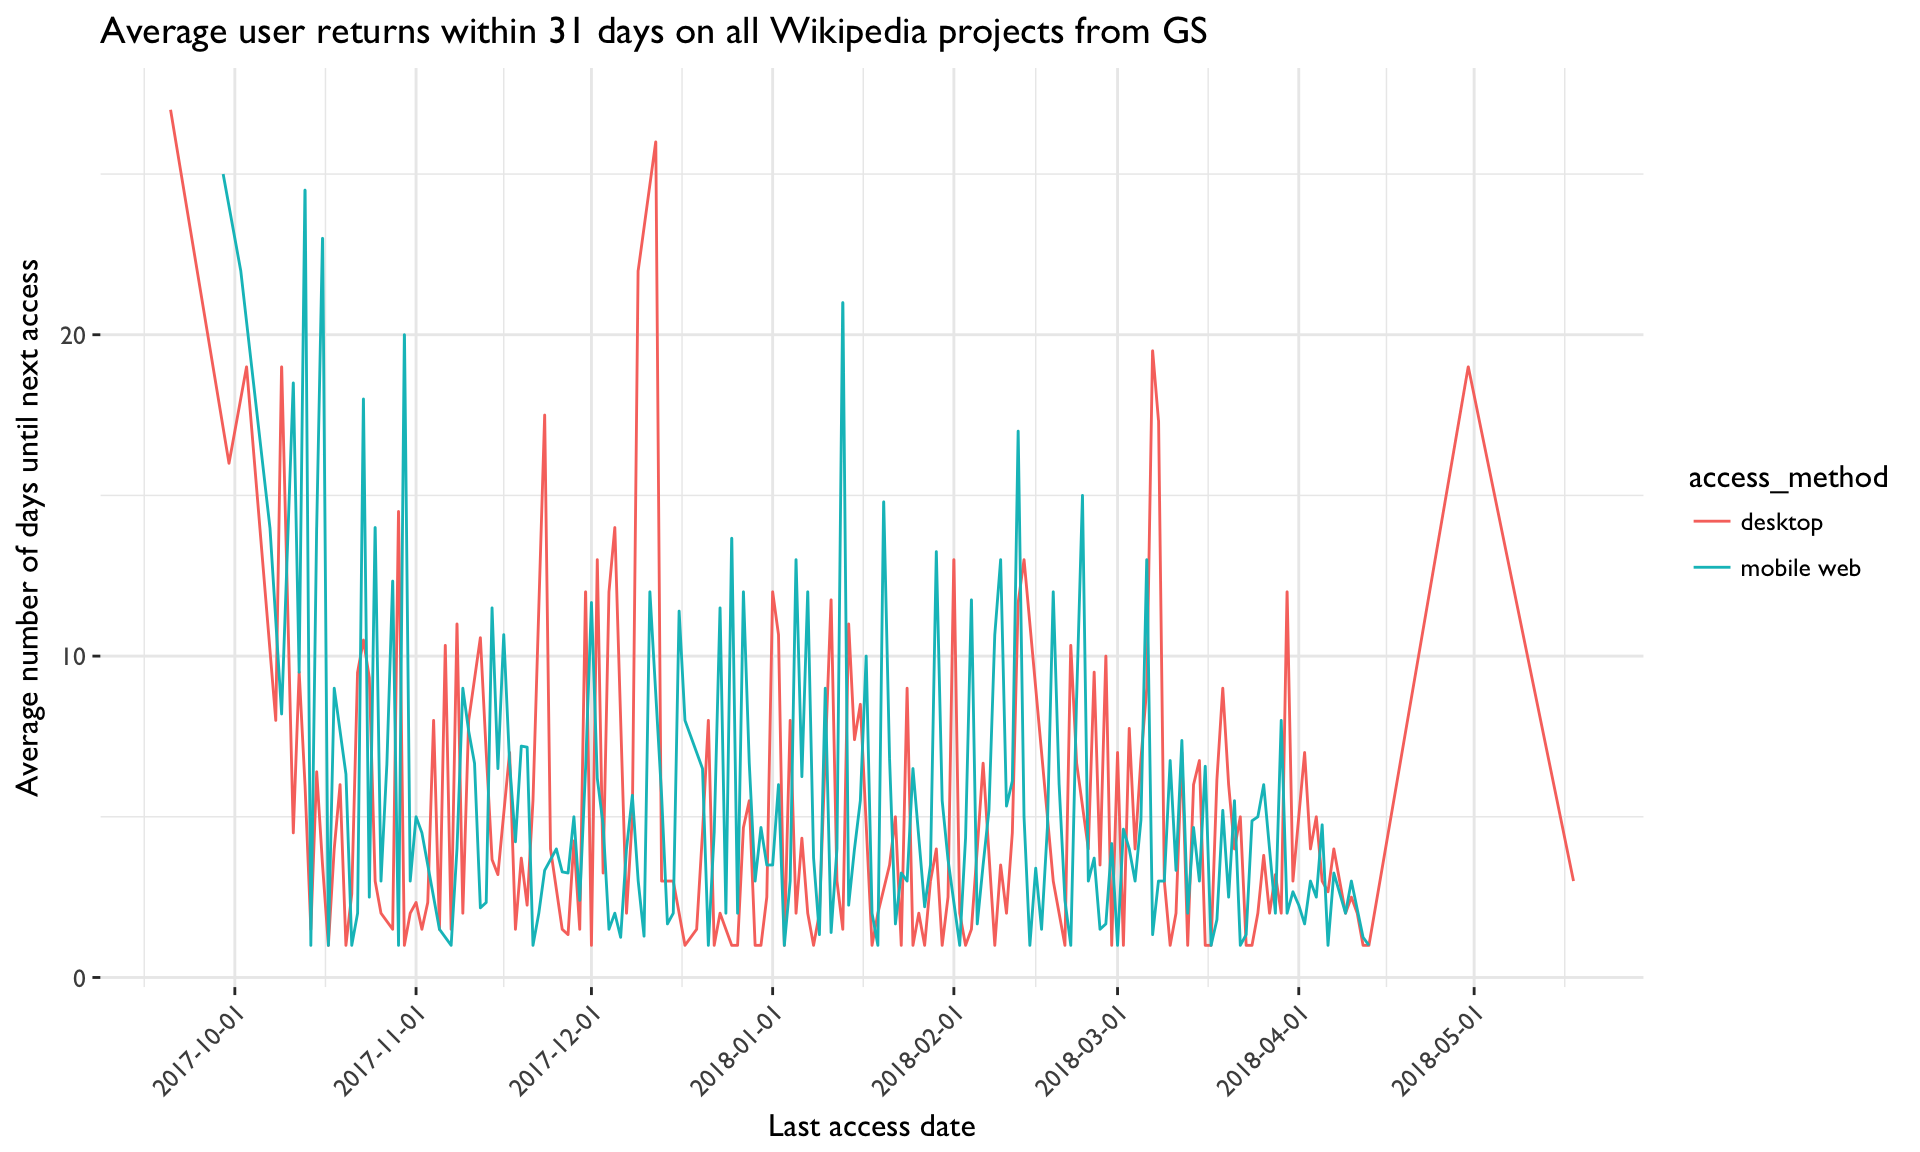 Average user returns within 31 days on all Wikipedia projects from GS
Average number of days until next access
20
10
0
2017-10-01
2017-11-01
2017-12-01
2018-01-01
2018-02-01
2018-03-01
2018-04-01
2018-05-01
Last access date
access_method
desktop
mobile web